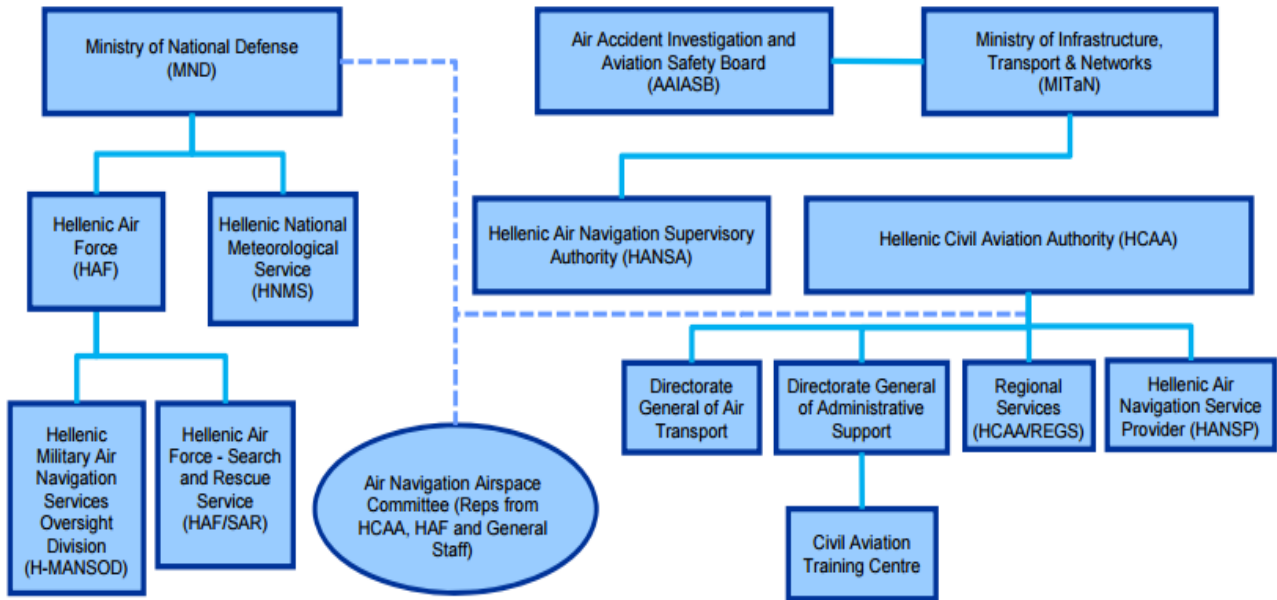 Ministry of National Defense
(MND)
Air Accident Investigation and
Aviation Safety Board
(AAIASB)
Ministry of Infrastructure,
Transport & Networks
(MITaN)
Hellenic Air
Force
(HAF)
Hellenic National
Meteorological
Service
(HNMS)
Hellenic Air Navigation Supervisory
Authority (HANSA)
Hellenic Civil Aviation Authority (HCAA)
Hellenic
Military Air
Navigation
Services
Oversight
Division
(H-MANSOD)
Hellenic Air
Force - Search
and Rescue
Service
(HAF/SAR)
Air Navigation Airspace
Committee (Reps from
HCAA, HAF and General
Staff)
Directorate
General of Air
Transport
Directorate General
of Administrative
Support
Regional
Services
(HCAA/REGS)
Hellenic Air
Navigation Service
Provider (HANSP)
Civil Aviation
Training Centre